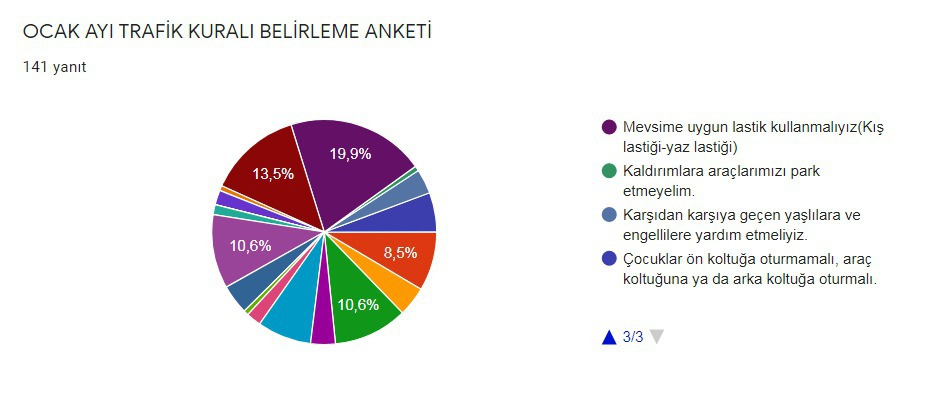 OCAK AYI TRAFİK KURALI BELİRLEME ANKETİ
141 yanıt
19,9%
13,5%
10,6%
8,5%
10,6%
Mevsime uygun lastik kullanmalıyız(Kış
lastiği-yaz lastiği)
Kaldırımlara araçlarımızı park
etmeyelim.
Karşıdan karşıya geçen yaşlılara ve
engellilere yardım etmeliyiz.
Çocuklar ön koltuğa oturmamalı, araç
koltuğuna ya da arka koltuğa oturmalı.
3/3